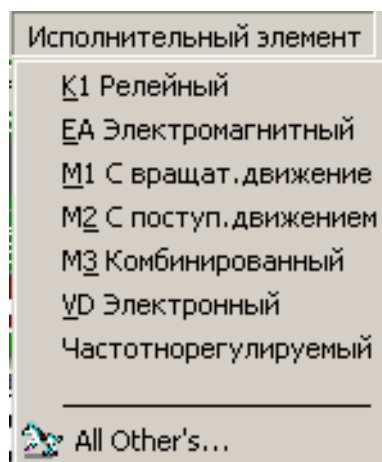 Исполнительный элемент
K1 Релейный
EA Электромагнитный
M1 С вращат.движение
M2 С поступ.движением
M3 Комбинированный
VD Электронный
Частотнорегулируемый
All Other's...